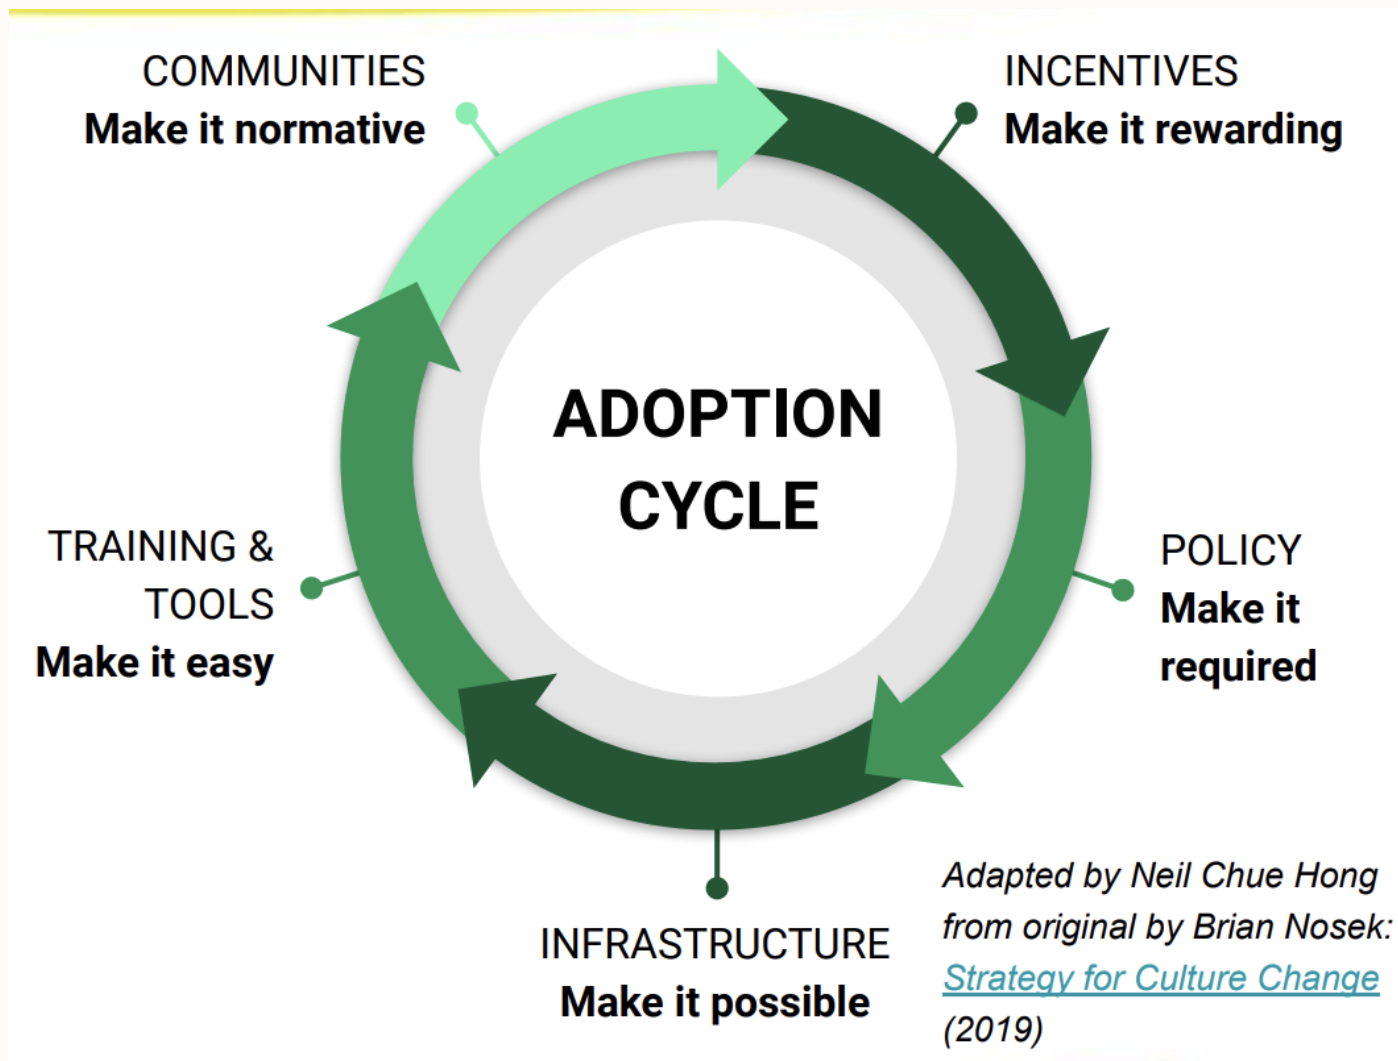 COMMUNITIES
Make it normative
INCENTIVES
Make it rewarding
ADOPTION
CYCLE
TRAINING &
TOOLS
Make it easy
POLICY
Make it
required
INFRASTRUCTURE
Make it possible
Adapted by Neil Chue Hong
from original by Brian Nosek:
Strategy for Culture Change
(2019)